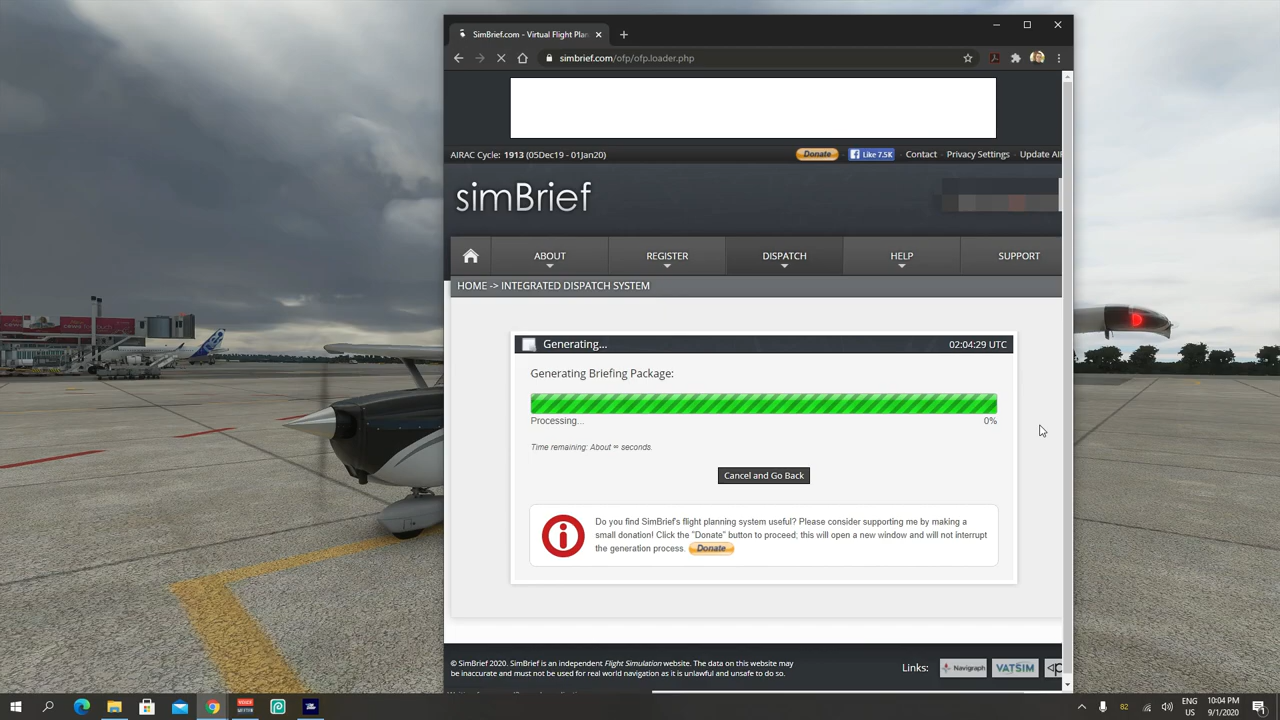 SimBrief.com - Virtual Flight Plan
simbrief.com/ofp/ofp.loader.php
AIRAC Cycle: 1913 (05Dec19 - 01Jan20)
Donate
Like 7.5K
Contact
Privacy Settings
Update AI
simBrief
ABOUT
REGISTER
DISPATCH
HELP
SUPPORT
HOME -> INTEGRATED DISPATCH SYSTEM
Generating...
02:04:29 UTC
Generating Briefing Package:
Processing...
0%
Time remaining: About ∞ seconds.
Cancel and Go Back
Do you find SimBrief's flight planning system useful? Please consider supporting me by making a
small donation! Click the "Donate" button to proceed; this will open a new window and will not interrupt
the generation process. Donate
© SimBrief 2020. SimBrief is an independent Flight Simulation website. The data on this website may
be inaccurate and must not be used for real world navigation as it is unlawful and unsafe to do so.
Links:
Navigraph
VATSIM
82
ENG
US
10:04 PM
9/1/2020
1